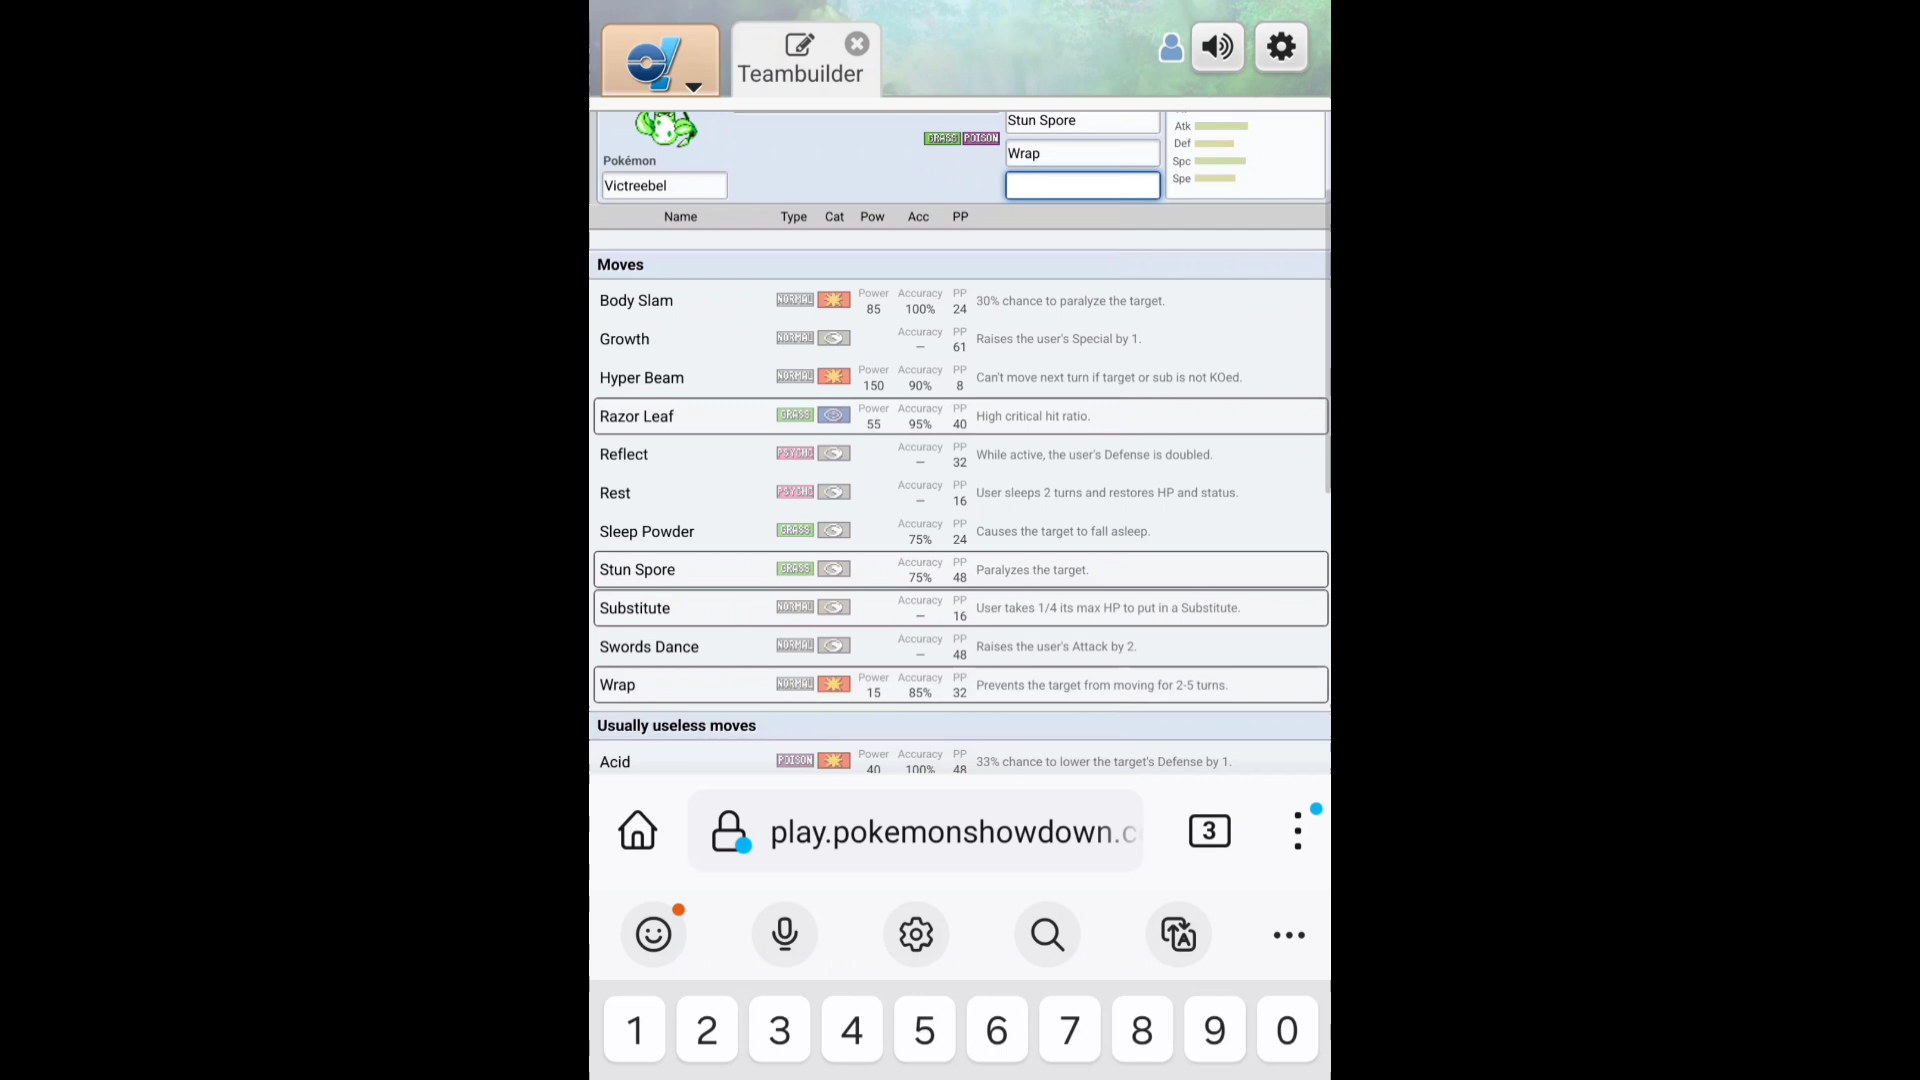 Teambuilder
Stun Spore
Atk
GRASS POISON
Def
Wrap
Pokémon
Spc
Victreebel
Spe
Name Type Cat Pow Acc PP
Moves
Body Slam NORMAL Power 85 Accuracy 100% PP 24 30% chance to paralyze the target.
Growth NORMAL Accuracy — PP 61 Raises the user's Special by 1.
Hyper Beam NORMAL Power 150 Accuracy 90% PP 8 Can't move next turn if target or sub is not KOed.
Razor Leaf GRASS Power 55 Accuracy 95% PP 40 High critical hit ratio.
Reflect PSYCHC Accuracy — PP 32 While active, the user's Defense is doubled.
Rest PSYCHC Accuracy — PP 16 User sleeps 2 turns and restores HP and status.
Sleep Powder GRASS Accuracy 75% PP 24 Causes the target to fall asleep.
Stun Spore GRASS Accuracy 75% PP 48 Paralyzes the target.
Substitute NORMAL Accuracy — PP 16 User takes 1/4 its max HP to put in a Substitute.
Swords Dance NORMAL Accuracy — PP 48 Raises the user's Attack by 2.
Wrap NORMAL Power 15 Accuracy 85% PP 32 Prevents the target from moving for 2-5 turns.
Usually useless moves
Acid POISON Power 40 Accuracy 100% PP 48 33% chance to lower the target's Defense by 1.
play.pokemonshowdown.c
3
1 2 3 4 5 6 7 8 9 0